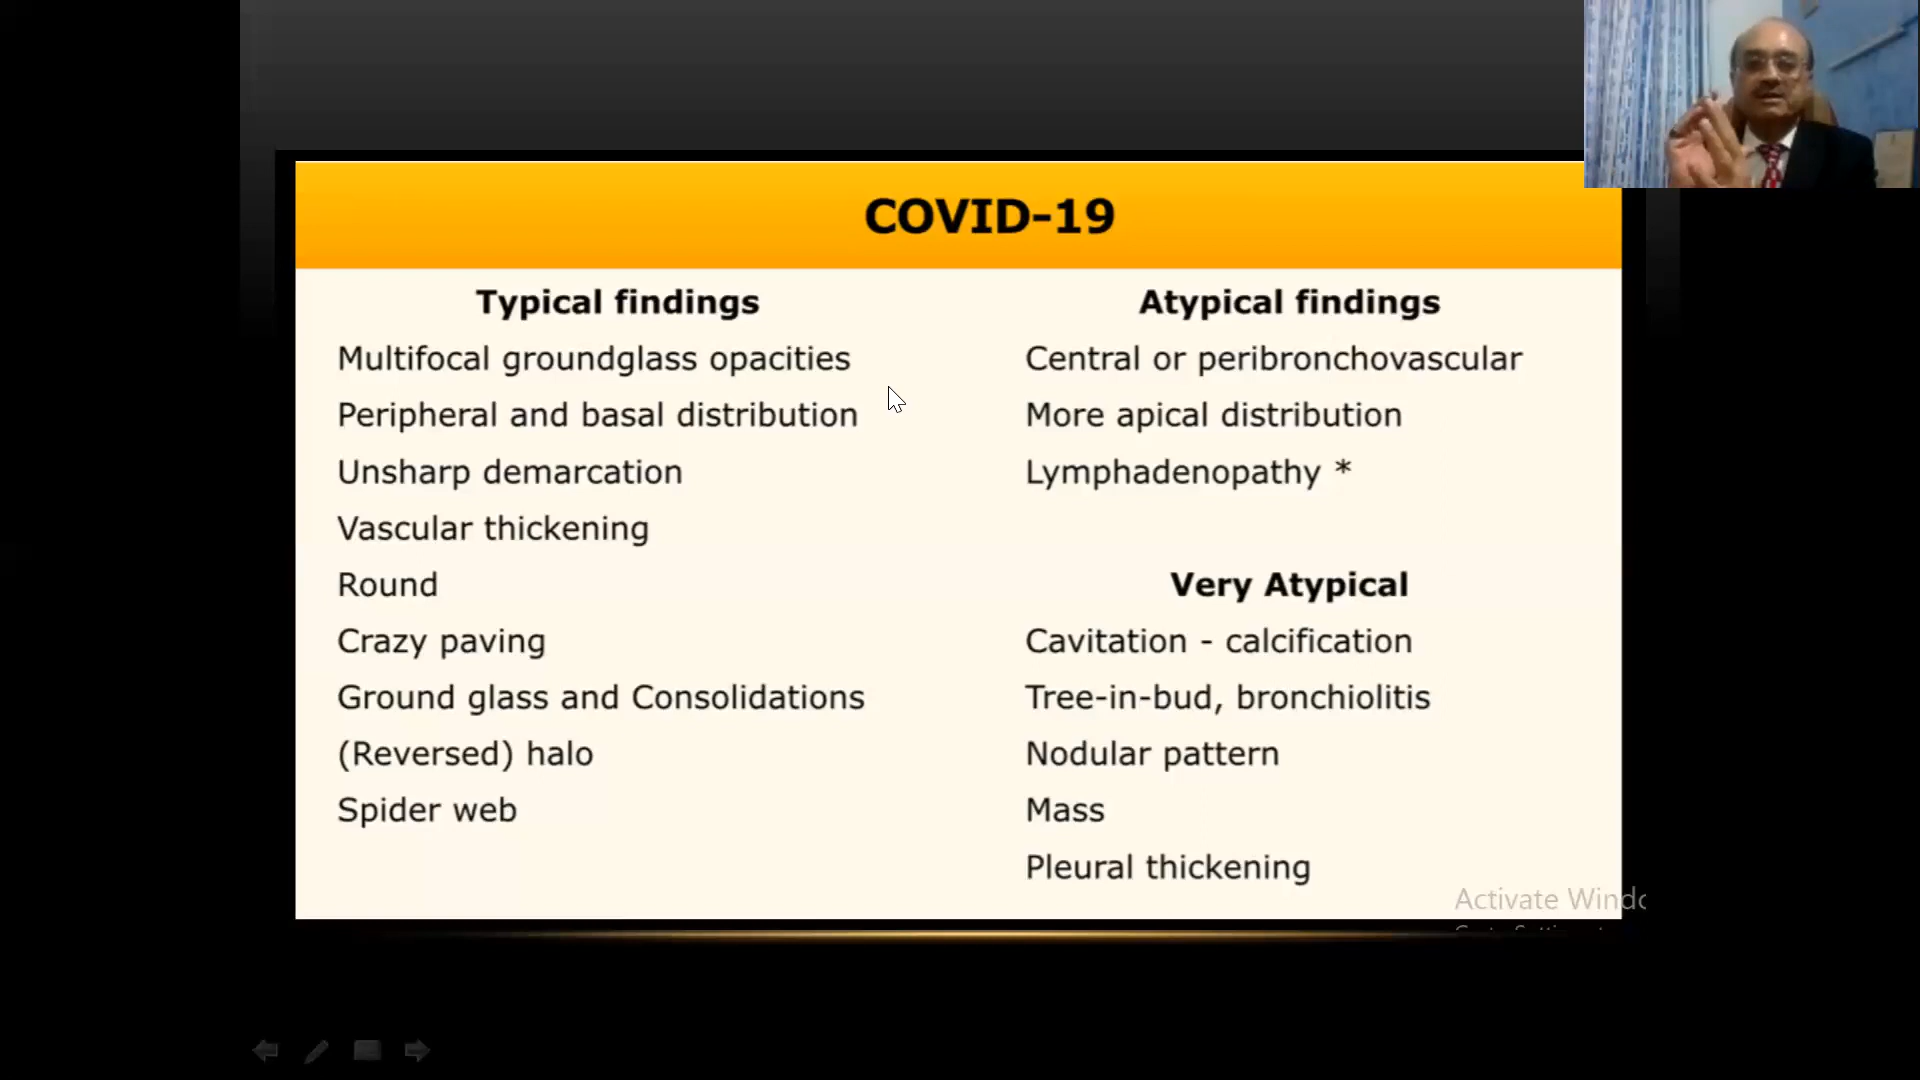 COVID-19
Typical findings
Multifocal groundglass opacities
Peripheral and basal distribution
Unsharp demarcation
Vascular thickening
Round
Crazy paving
Ground glass and Consolidations
(Reversed) halo
Spider web
Atypical findings
Central or peribronchovascular
More apical distribution
Lymphadenopathy *
Very Atypical
Cavitation - calcification
Tree-in-bud, bronchiolitis
Nodular pattern
Mass
Pleural thickening
Activate